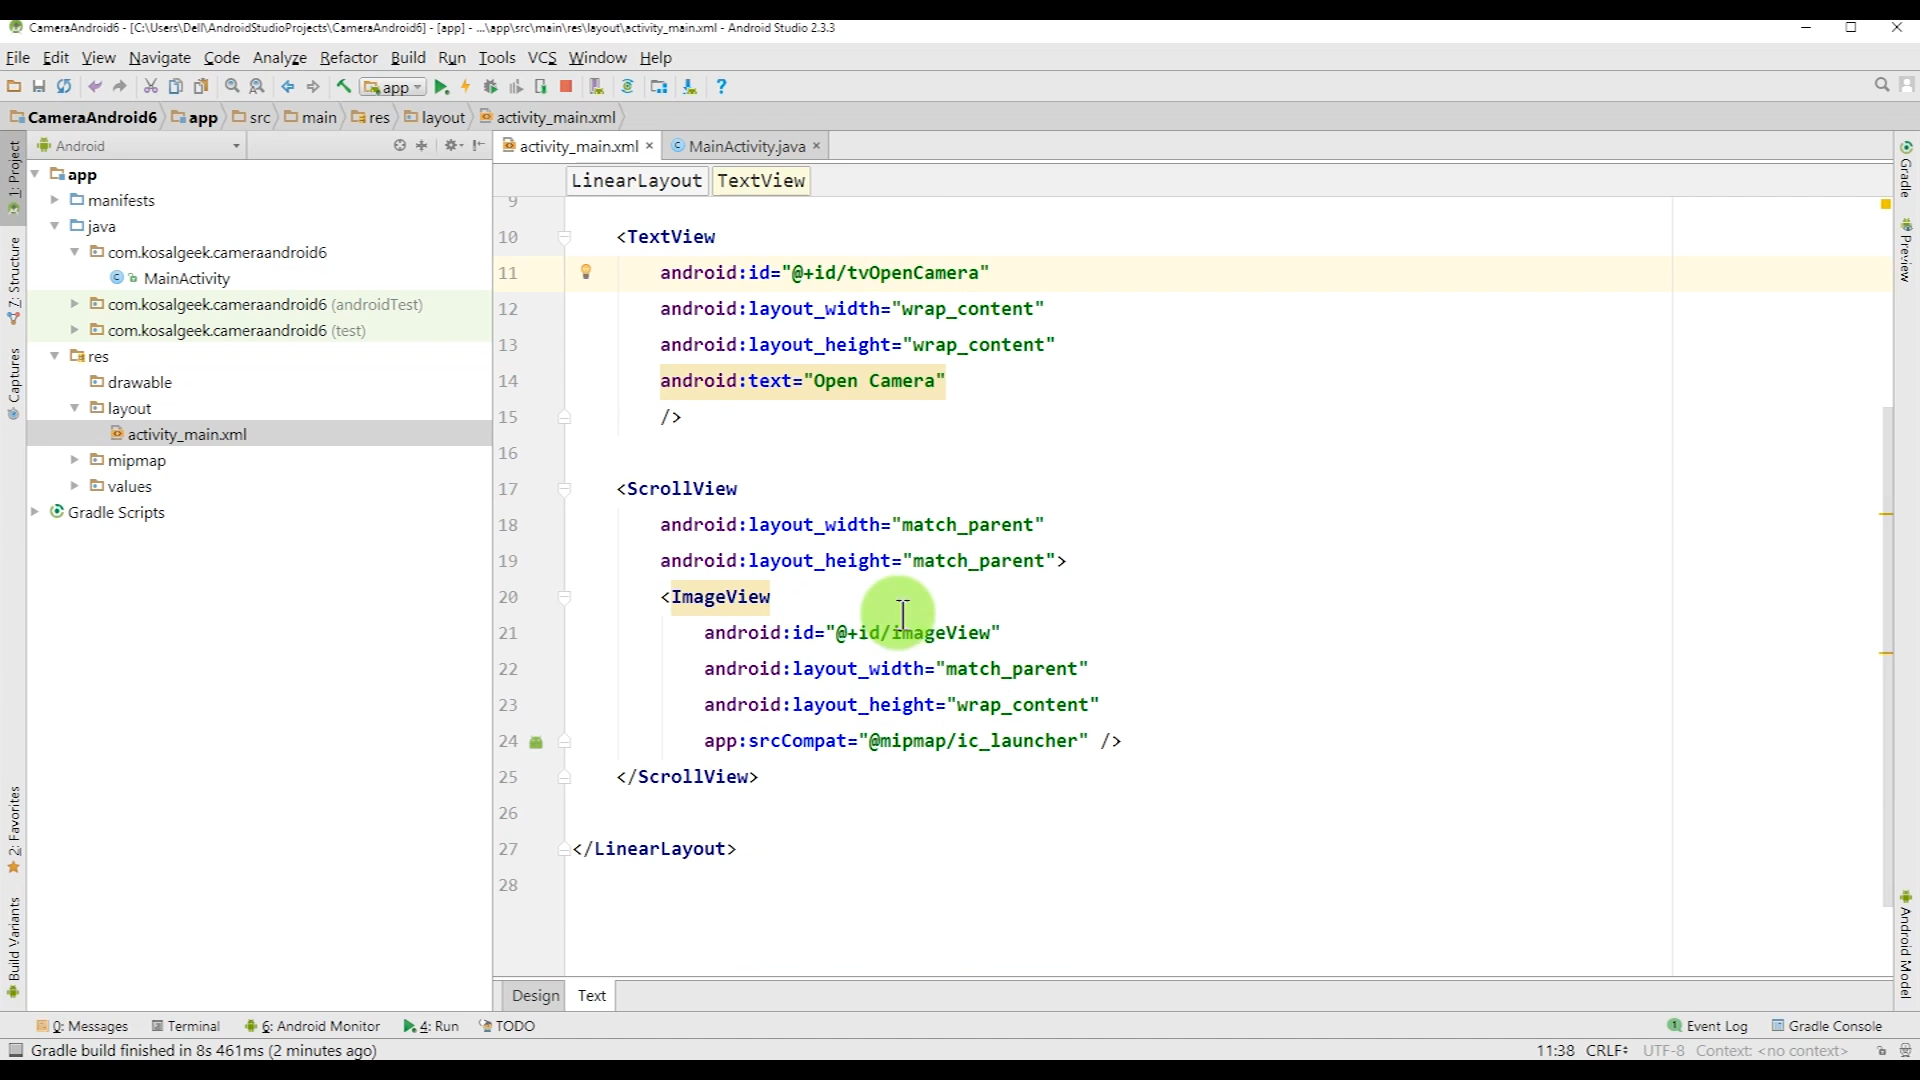 CameraAndroid6 - [C:\Users\Dell\AndroidStudioProjects\CameraAndroid6] - [app] - ...\app\src\main\res\layout\activity_main.xml - Android Studio 2.3.3
File Edit View Navigate Code Analyze Refactor Build Run Tools VCS Window Help
app
CameraAndroid6 app src main res layout activity_main.xml
Android
activity_main.xml MainActivity.java
LinearLayout TextView
1: Project
Z: Structure
Captures
2: Favorites
Build Variants
app
manifests
java
com.kosalgeek.cameraandroid6
MainActivity
com.kosalgeek.cameraandroid6 (androidTest)
com.kosalgeek.cameraandroid6 (test)
res
drawable
layout
activity_main.xml
mipmap
values
Gradle Scripts
9
10 <TextView
11 android:id="@+id/tvOpenCamera"
12 android:layout_width="wrap_content"
13 android:layout_height="wrap_content"
14 android:text="Open Camera"
15 />
16
17 <ScrollView
18 android:layout_width="match_parent"
19 android:layout_height="match_parent">
20 <ImageView
21 android:id="@+id/imageView"
22 android:layout_width="match_parent"
23 android:layout_height="wrap_content"
24 app:srcCompat="@mipmap/ic_launcher" />
25 </ScrollView>
26
27 </LinearLayout>
28
Gradle
Preview
Android Model
Design Text
0: Messages Terminal 6: Android Monitor 4: Run TODO 1 Event Log Gradle Console
Gradle build finished in 8s 461ms (2 minutes ago) 11:38 CRLF UTF-8 Context: <no context>